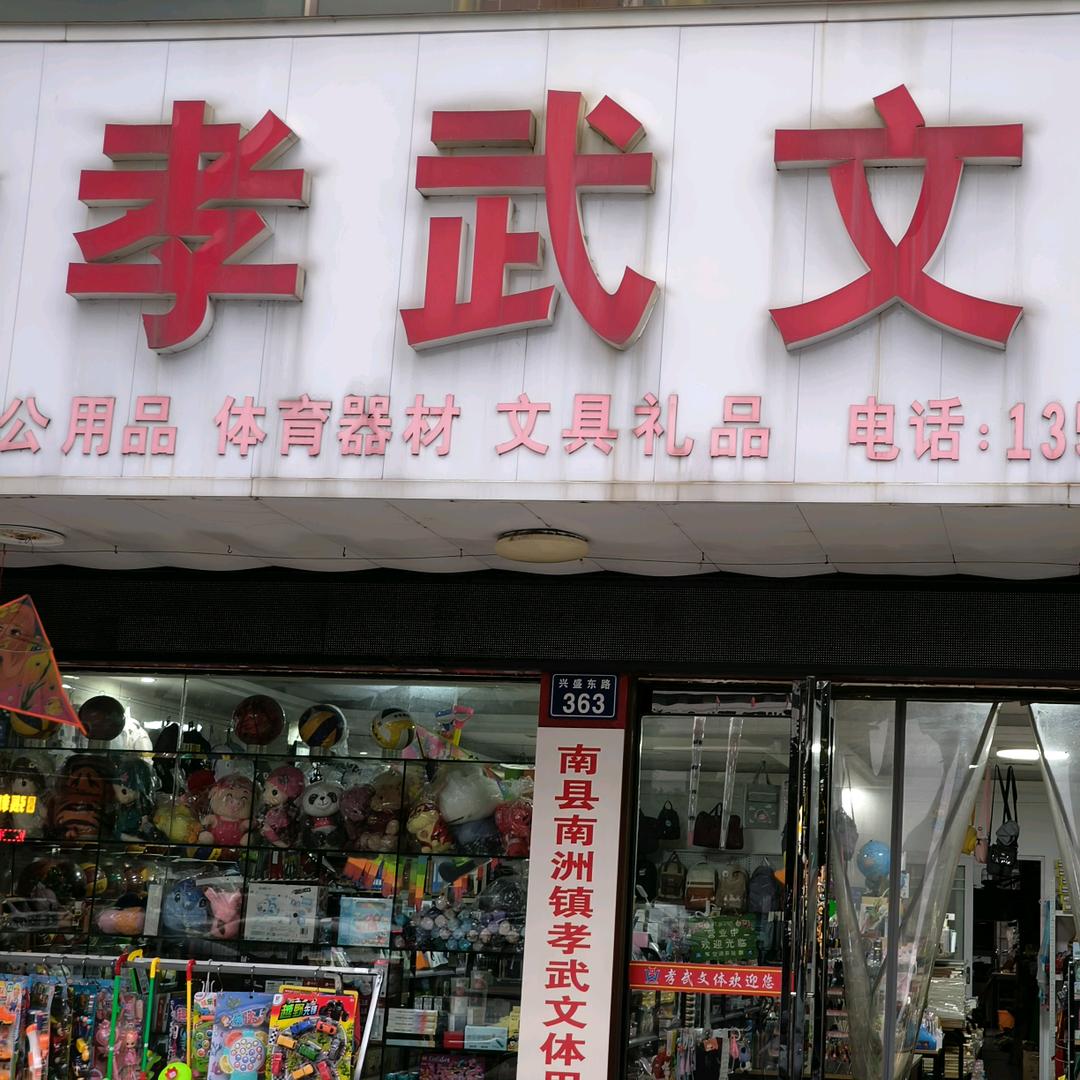 孝武文
公用品 体育器材 文具礼品 电话:135
兴盛东路
363
南县南洲镇孝武文体用
营业中
欢迎光临
孝武文体欢迎您